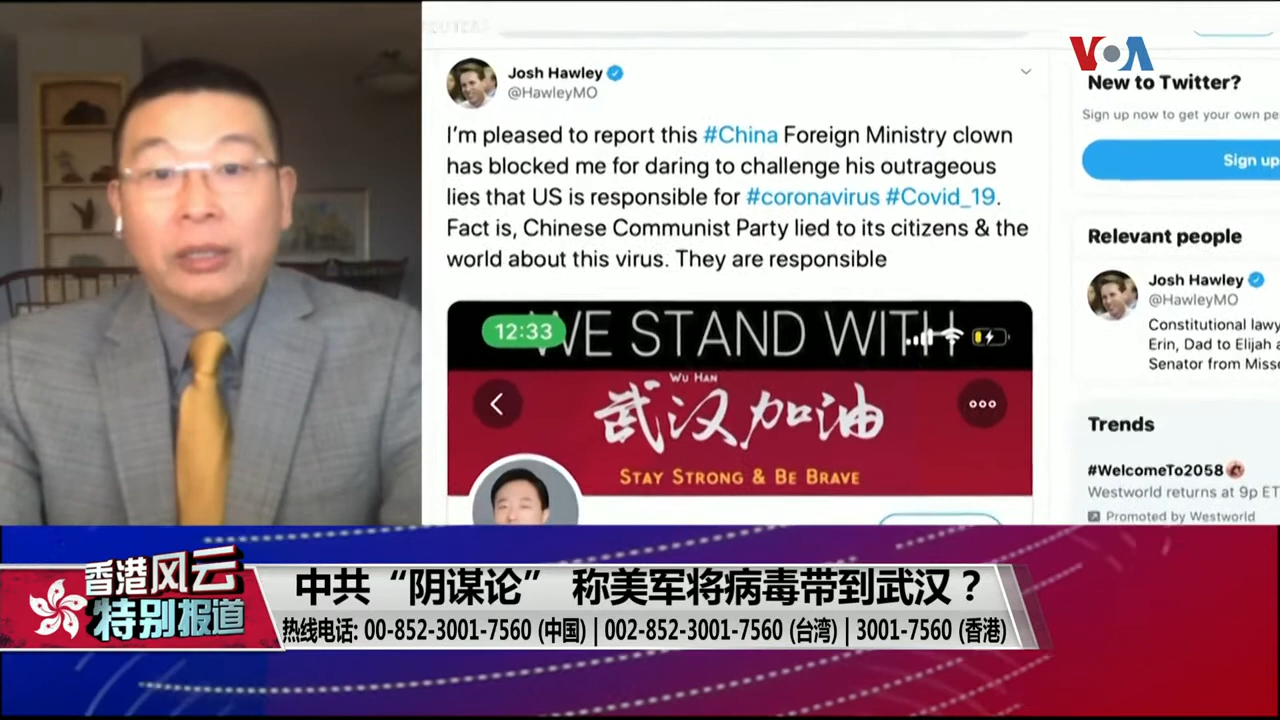 VOA
Josh Hawley
@HawleyMO
I'm pleased to report this #China Foreign Ministry clown
has blocked me for daring to challenge his outrageous
lies that US is responsible for #coronavirus #Covid_19.
Fact is, Chinese Communist Party lied to its citizens & the
world about this virus. They are responsible
12:33
WE STAND WITH
WU HAN
武汉加油
STAY STRONG & BE BRAVE
New to Twitter?
Sign up now to get your own pe
Sign up
Relevant people
Josh Hawley
@HawleyMO
Constitutional lawy
Erin, Dad to Elijah a
Senator from Misso
Trends
#WelcomeTo2058
Westworld returns at 9p ET
Promoted by Westworld
香港风云
特别报道
中共“阴谋论” 称美军将病毒带到武汉？
热线电话: 00-852-3001-7560 (中国) | 002-852-3001-7560 (台湾) | 3001-7560 (香港)